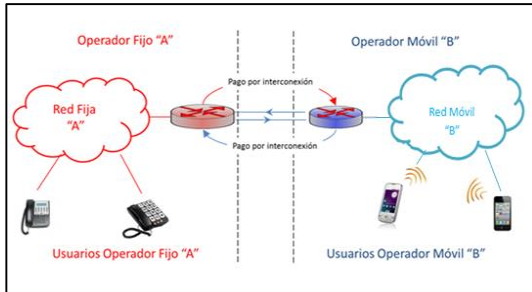 Operador Fijo “A”
Operador Móvil “B”
Pago por interconexión
Red Fija
“A”
Red Móvil
“B”
Pago por interconexión
Usuarios Operador Fijo “A”
Usuarios Operador Móvil “B”